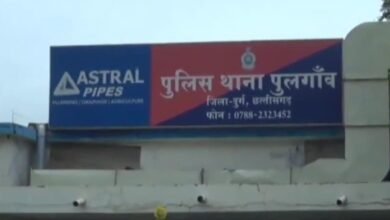 ASTRAL
PIPES
PLUMBING | DRAINAGE | AGRICULTURE
पुलिस थाना पुलगाँव
जिला-दुर्ग, छत्तीसगढ़
फोन : 0788-2323452